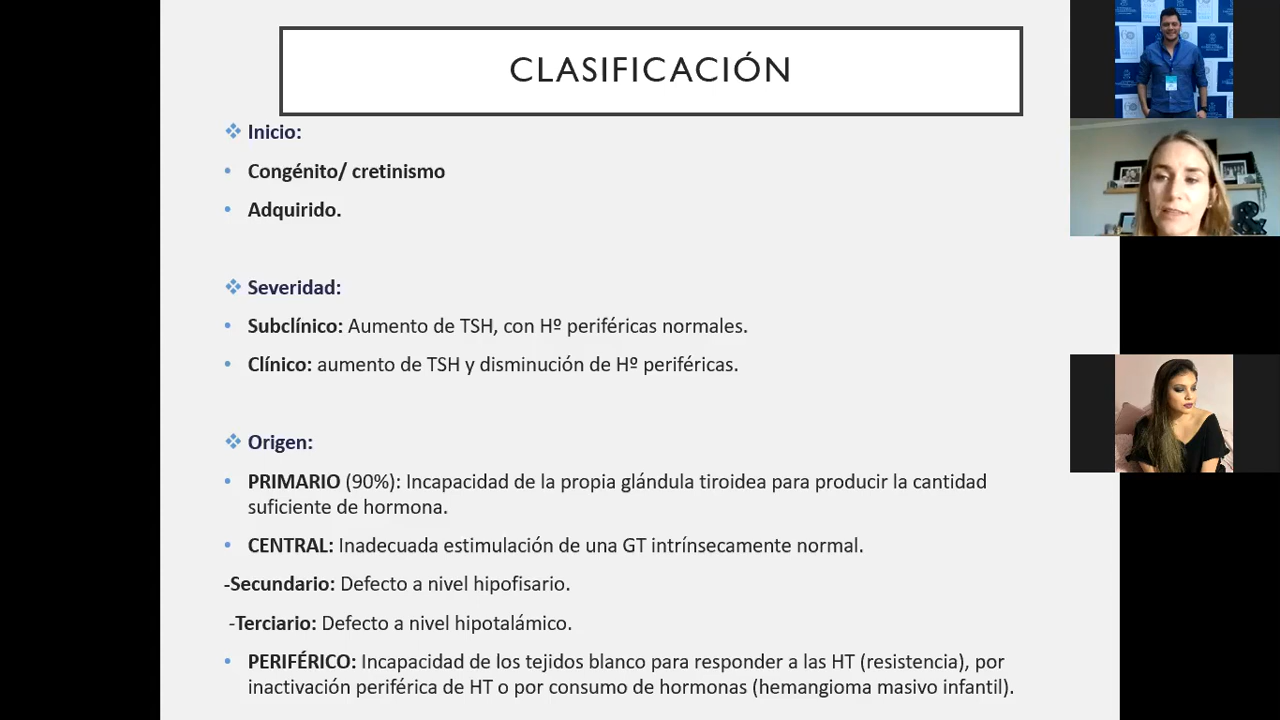 CLASIFICACIÓN
❖ Inicio:
• Congénito/ cretinismo
• Adquirido.
❖ Severidad:
• Subclínico: Aumento de TSH, con Hº periféricas normales.
• Clínico: aumento de TSH y disminución de Hº periféricas.
❖ Origen:
• PRIMARIO (90%): Incapacidad de la propia glándula tiroidea para producir la cantidad
suficiente de hormona.
• CENTRAL: Inadecuada estimulación de una GT intrínsecamente normal.
-Secundario: Defecto a nivel hipofisario.
-Terciario: Defecto a nivel hipotalámico.
• PERIFÉRICO: Incapacidad de los tejidos blanco para responder a las HT (resistencia), por
inactivación periférica de HT o por consumo de hormonas (hemangioma masivo infantil).